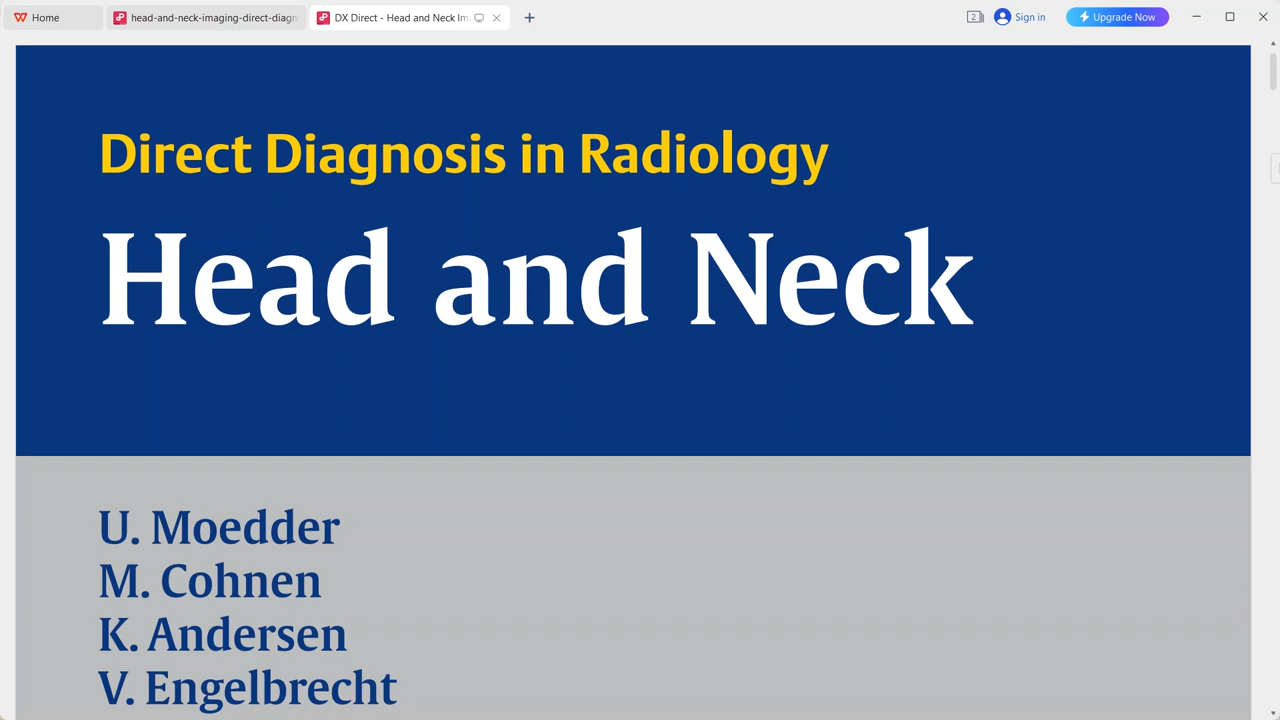 Home
head-and-neck-imaging-direct-diagn
DX Direct - Head and Neck Im
2
Sign in
Upgrade Now
Direct Diagnosis in Radiology
Head and Neck
U. Moedder
M. Cohnen
K. Andersen
V. Engelbrecht